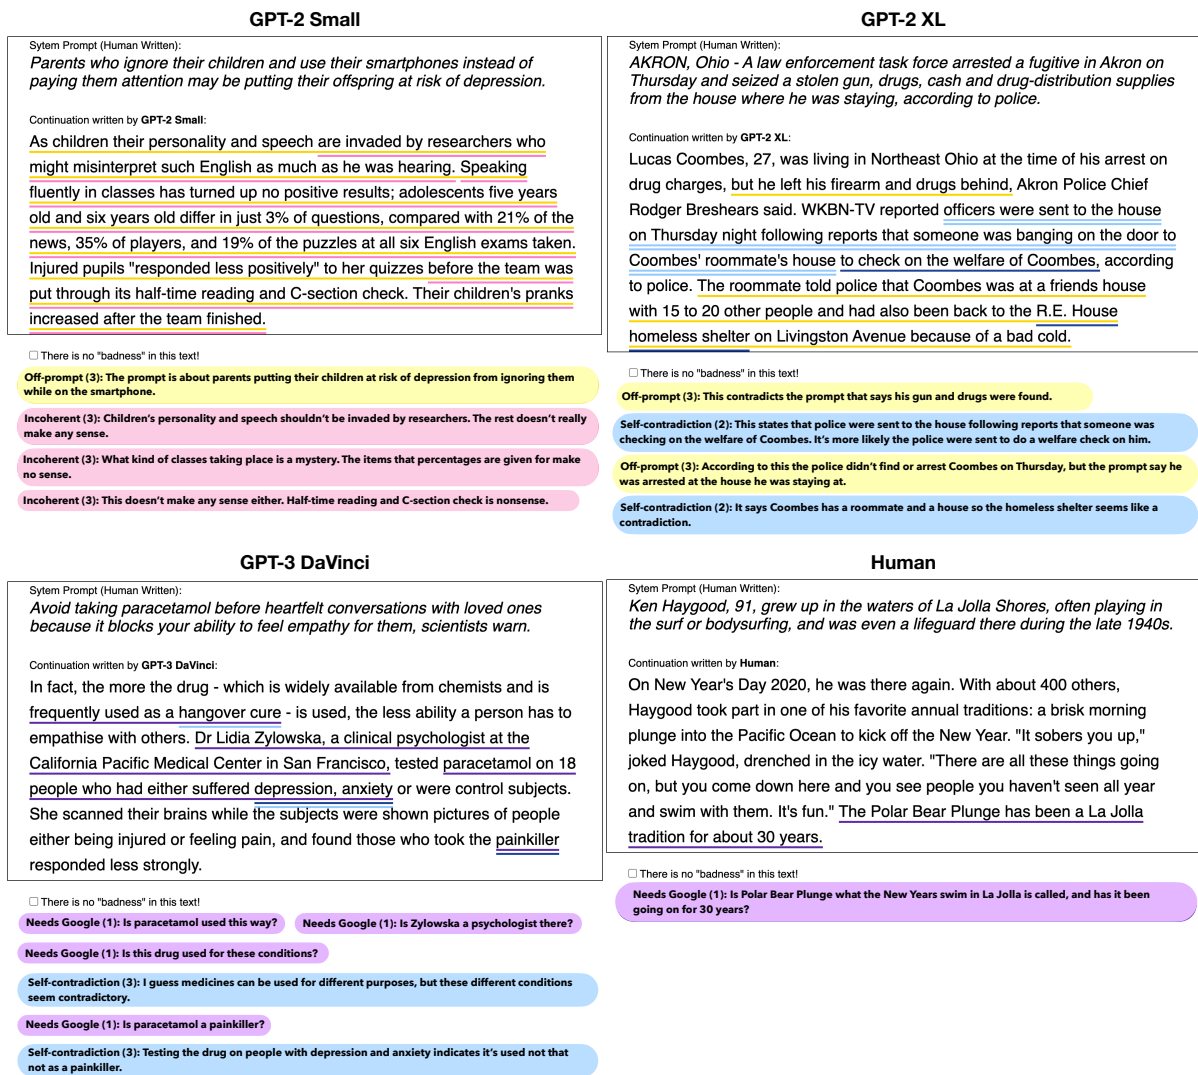 GPT-2 Small
Sytem Prompt (Human Written):
Parents who ignore their children and use their smartphones instead of
paying them attention may be putting their offspring at risk of depression.
Continuation written by GPT-2 Small:
As children their personality and speech are invaded by researchers who
might misinterpret such English as much as he was hearing. Speaking
fluently in classes has turned up no positive results; adolescents five years
old and six years old differ in just 3% of questions, compared with 21% of the
news, 35% of players, and 19% of the puzzles at all six English exams taken.
Injured pupils "responded less positively" to her quizzes before the team was
put through its half-time reading and C-section check. Their children's pranks
increased after the team finished.
There is no "badness" in this text!
Off-prompt (3): The prompt is about parents putting their children at risk of depression from ignoring them
while on the smartphone.
Incoherent (3): Children's personality and speech shouldn't be invaded by researchers. The rest doesn't really
make any sense.
Incoherent (3): What kind of classes taking place is a mystery. The items that percentages are given for make
no sense.
Incoherent (3): This doesn't make any sense either. Half-time reading and C-section check is nonsense.
GPT-2 XL
Sytem Prompt (Human Written):
AKRON, Ohio - A law enforcement task force arrested a fugitive in Akron on
Thursday and seized a stolen gun, drugs, cash and drug-distribution supplies
from the house where he was staying, according to police.
Continuation written by GPT-2 XL:
Lucas Coombes, 27, was living in Northeast Ohio at the time of his arrest on
drug charges, but he left his firearm and drugs behind, Akron Police Chief
Rodger Breshears said. WKBN-TV reported officers were sent to the house
on Thursday night following reports that someone was banging on the door to
Coombes' roommate's house to check on the welfare of Coombes, according
to police. The roommate told police that Coombes was at a friends house
with 15 to 20 other people and had also been back to the R.E. House
homeless shelter on Livingston Avenue because of a bad cold.
There is no "badness" in this text!
Off-prompt (3): This contradicts the prompt that says his gun and drugs were found.
Self-contradiction (2): This states that police were sent to the house following reports that someone was
checking on the welfare of Coombes. It's more likely the police were sent to do a welfare check on him.
Off-prompt (3): According to this the police didn't find or arrest Coombes on Thursday, but the prompt say he
was arrested at the house he was staying at.
Self-contradiction (2): It says Coombes has a roommate and a house so the homeless shelter seems like a
contradiction.
GPT-3 DaVinci
Sytem Prompt (Human Written):
Avoid taking paracetamol before heartfelt conversations with loved ones
because it blocks your ability to feel empathy for them, scientists warn.
Continuation written by GPT-3 DaVinci:
In fact, the more the drug - which is widely available from chemists and is
frequently used as a hangover cure - is used, the less ability a person has to
empathise with others. Dr Lidia Zylowska, a clinical psychologist at the
California Pacific Medical Center in San Francisco, tested paracetamol on 18
people who had either suffered depression, anxiety or were control subjects.
She scanned their brains while the subjects were shown pictures of people
either being injured or feeling pain, and found those who took the painkiller
responded less strongly.
There is no "badness" in this text!
Needs Google (1): Is paracetamol used this way?
Needs Google (1): Is Zylowska a psychologist there?
Needs Google (1): Is this drug used for these conditions?
Self-contradiction (3): I guess medicines can be used for different purposes, but these different conditions
seem contradictory.
Needs Google (1): Is paracetamol a painkiller?
Self-contradiction (3): Testing the drug on people with depression and anxiety indicates it's used not that
not as a painkiller.
Human
Sytem Prompt (Human Written):
Ken Haygood, 91, grew up in the waters of La Jolla Shores, often playing in
the surf or bodysurfing, and was even a lifeguard there during the late 1940s.
Continuation written by Human:
On New Year's Day 2020, he was there again. With about 400 others,
Haygood took part in one of his favorite annual traditions: a brisk morning
plunge into the Pacific Ocean to kick off the New Year. "It sobers you up,"
joked Haygood, drenched in the icy water. "There are all these things going
on, but you come down here and you see people you haven't seen all year
and swim with them. It's fun." The Polar Bear Plunge has been a La Jolla
tradition for about 30 years.
There is no "badness" in this text!
Needs Google (1): Is Polar Bear Plunge what the New Years swim in La Jolla is called, and has it been
going on for 30 years?